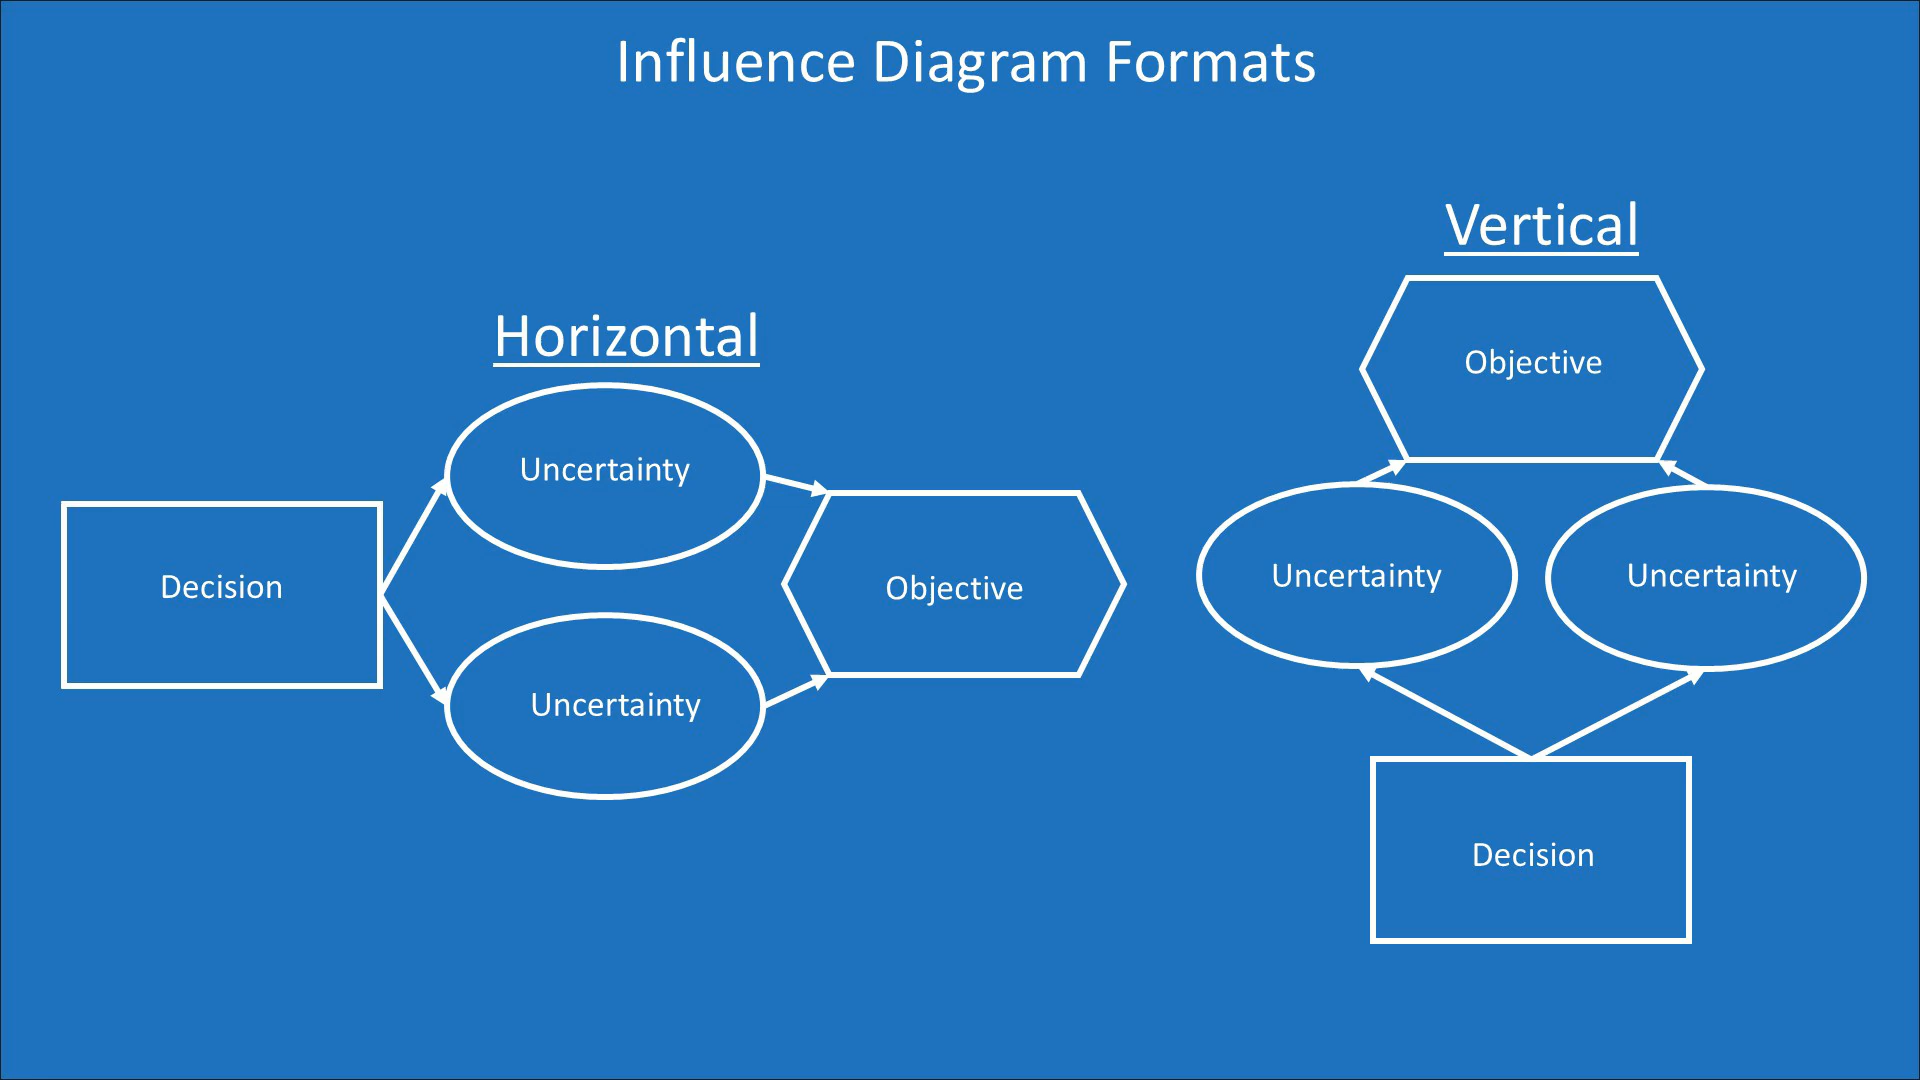 Influence Diagram Formats
Horizontal
Uncertainty
Decision
Objective
Uncertainty
Vertical
Objective
Uncertainty
Uncertainty
Decision